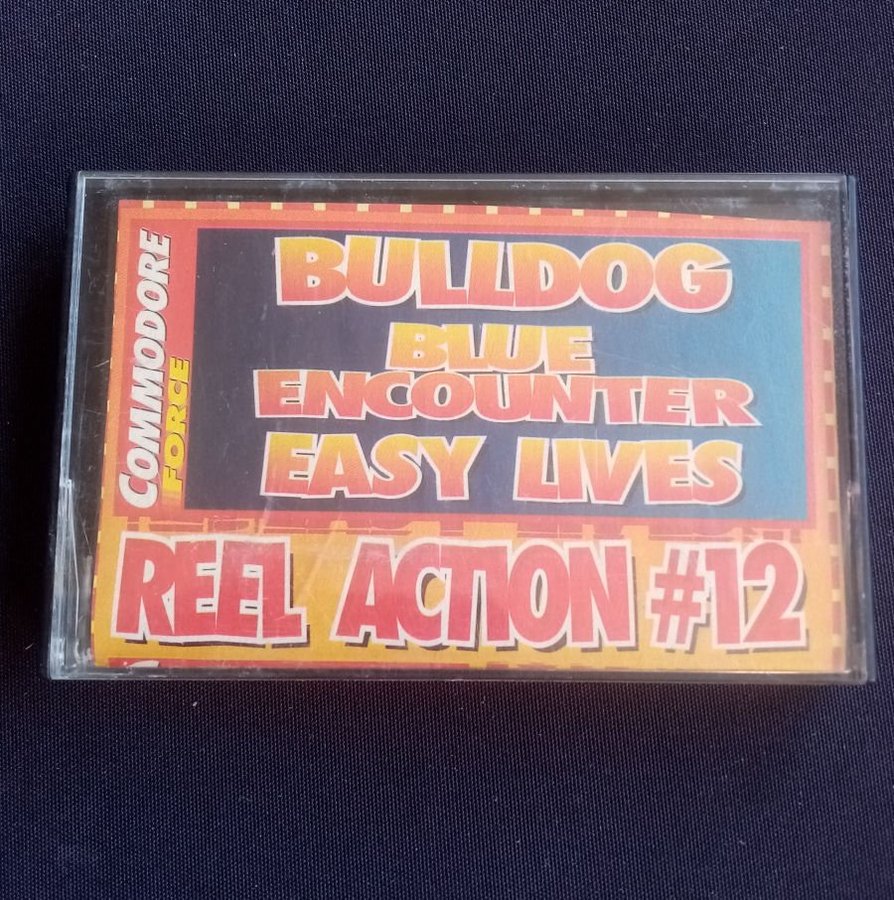 COMMODORE
FORCE
BULLDOG
BLUE
ENCOUNTER
EASY LIVES
REEL ACTION #12